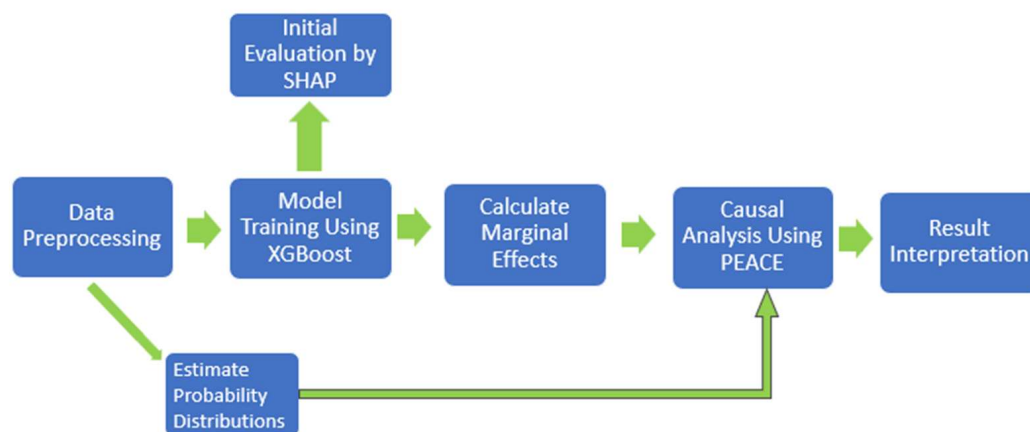 Initial
Evaluation by
SHAP
Data
Preprocessing
Model
Training Using
XGBoost
Calculate
Marginal
Effects
Causal
Analysis Using
PEACE
Result
Interpretation
Estimate
Probability
Distributions